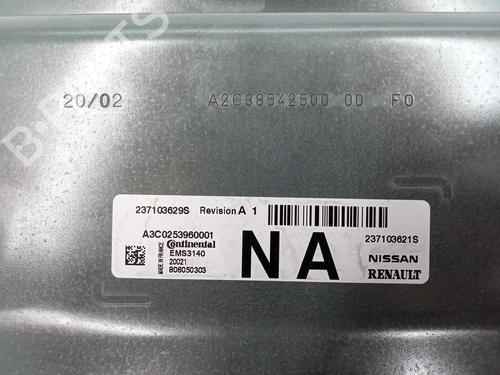 20/02 A2C38542500 00 F0
237103629S Revision A 1
A3C0253960001
Continental
EMS3140
20021
806050303
MADE IN FRANCE
NA
237103621S
NISSAN
RENAULT